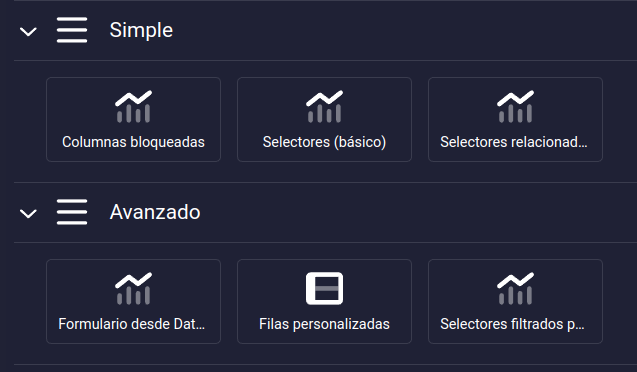 Simple
Columnas bloqueadas
Selectores (básico)
Selectores relacionad...
Avanzado
Formulario desde Dat...
Filas personalizadas
Selectores filtrados p...